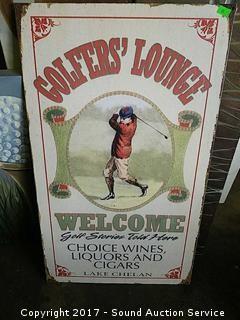 GOLFERS' LOUNGE
WELCOME
Golf Stories Told Here
CHOICE WINES,
LIQUORS AND
CIGARS
LAKE CHELAN
Copyright 2017 - Sound Auction Service